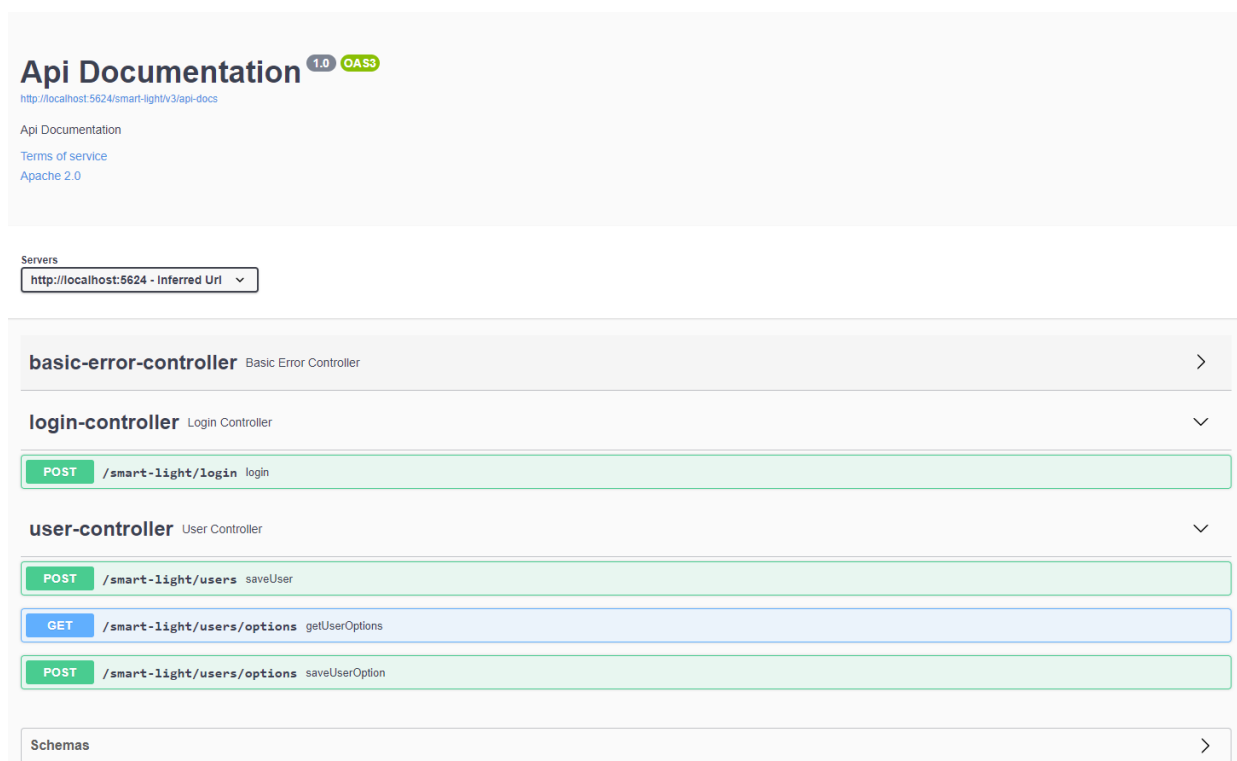 Api Documentation 1.0 OAS3
http://localhost:5624/smart-light/v3/api-docs
Api Documentation
Terms of service
Apache 2.0
Servers
http://localhost:5624 - Inferred Url
basic-error-controller Basic Error Controller
login-controller Login Controller
POST /smart-light/login login
user-controller User Controller
POST /smart-light/users saveUser
GET /smart-light/users/options getUserOptions
POST /smart-light/users/options saveUserOption
Schemas